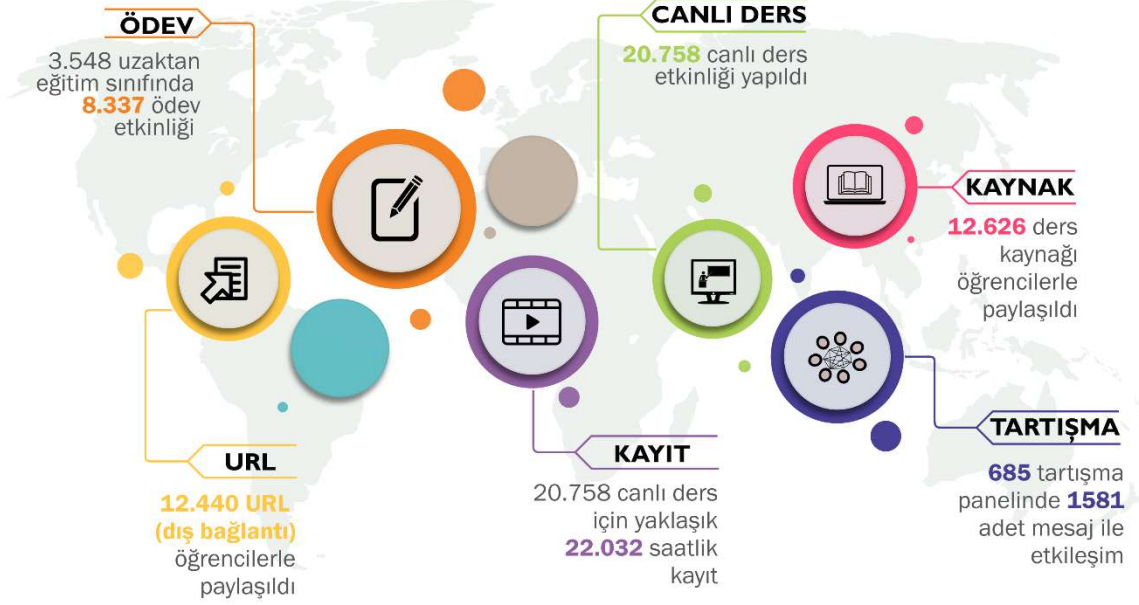 ÖDEV
3.548 uzaktan
eğitim sınıfında
8.337 ödev
etkinliği
CANLI DERS
20.758 canlı ders
etkinliği yapıldı
KAYNAK
12.626 ders
kaynağı
öğrencilerle
paylaşıldı
URL
12.440 URL
(dış bağlantı)
öğrencilerle
paylaşıldı
KAYIT
20.758 canlı ders
için yaklaşık
22.032 saatlik
kayıt
TARTIŞMA
685 tartışma
panelinde 1581
adet mesaj ile
etkileşim